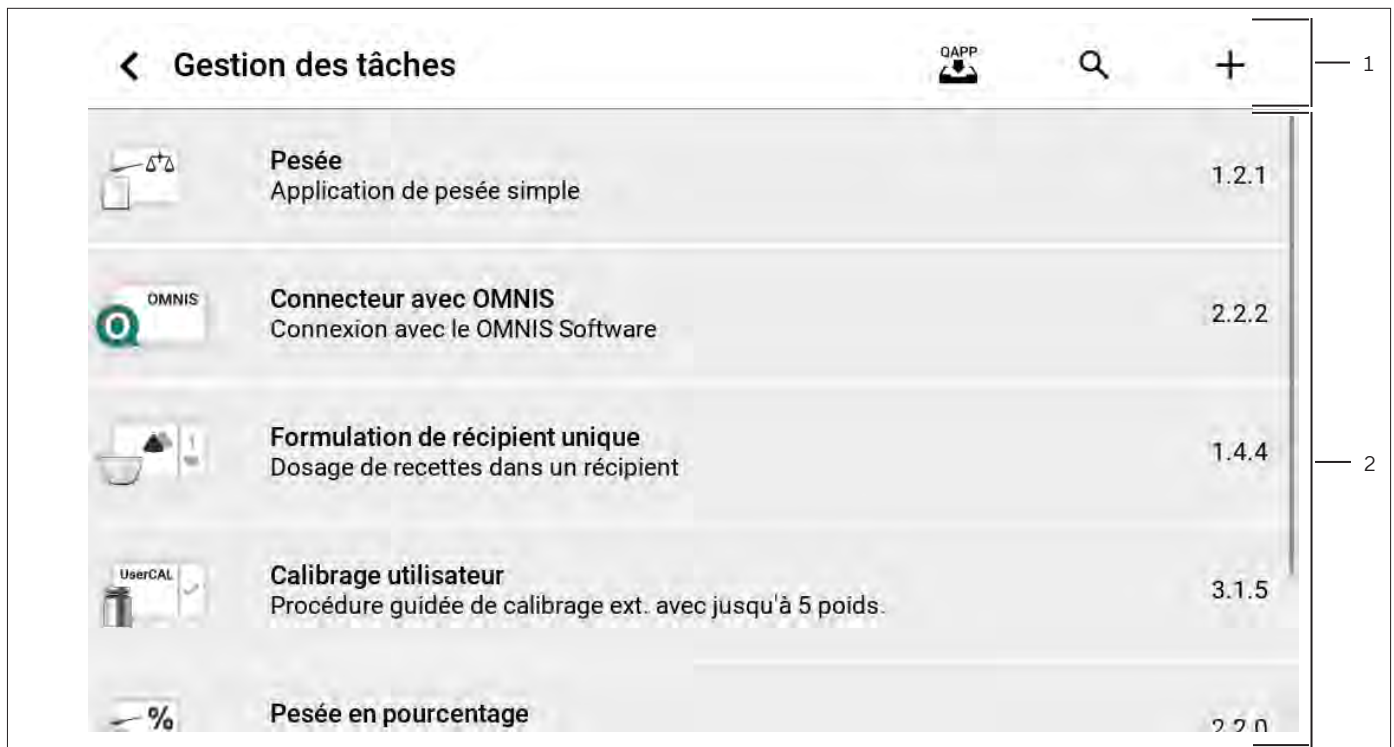 Gestion des tâches
QAPP
1
Pesée
Application de pesée simple
1.2.1
OMNIS
Connecteur avec OMNIS
Connexion avec le OMNIS Software
2.2.2
Formulation de récipient unique
Dosage de recettes dans un récipient
1.4.4
2
UserCAL
Calibrage utilisateur
Procédure guidée de calibrage ext. avec jusqu'à 5 poids.
3.1.5
%
Pesée en pourcentage
2.2.0